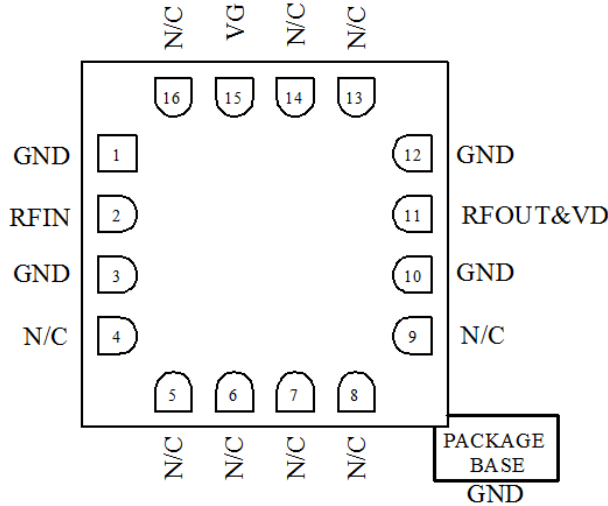 N/C VG N/C N/C
16 15 14 13
GND 1 12 GND
RFIN 2 11 RFOUT&VD
GND 3 10 GND
N/C 4 9 N/C
5 6 7 8
N/C N/C N/C N/C
PACKAGE
BASE
GND